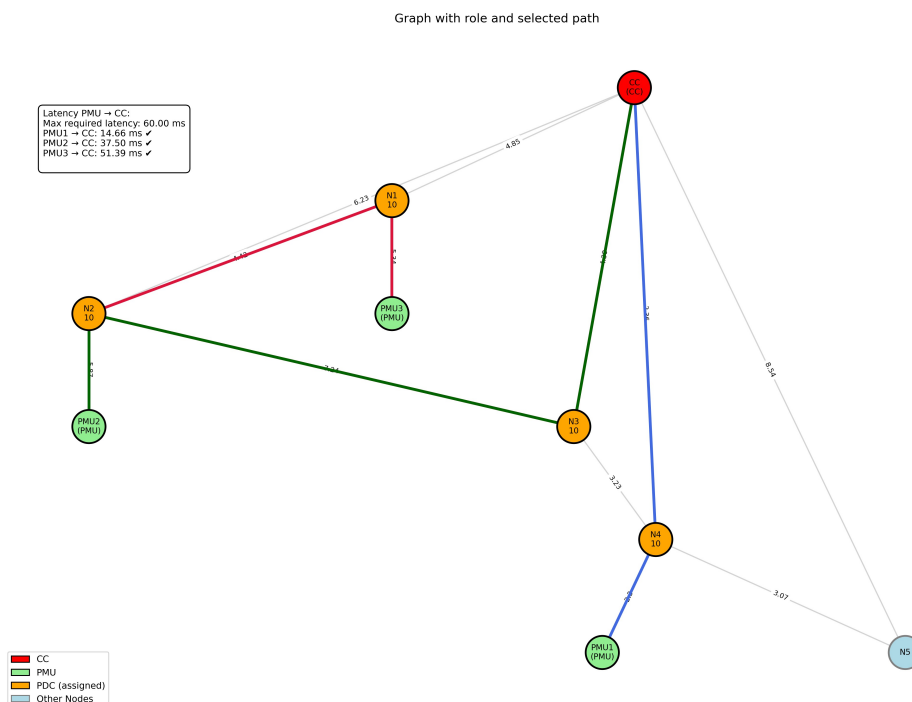 Graph with role and selected path
CC
(CC)
Latency PMU → CC:
Max required latency: 60.00 ms
PMU1 → CC: 14.66 ms ✔
PMU2 → CC: 37.50 ms ✔
PMU3 → CC: 51.39 ms ✔
4.85
N1
10
6.23
N2
10
PMU3
(PMU)
8.54
PMU2
(PMU)
N3
10
3.23
N4
10
3.07
PMU1
(PMU)
N5
CC
PMU
PDC (assigned)
Other Nodes